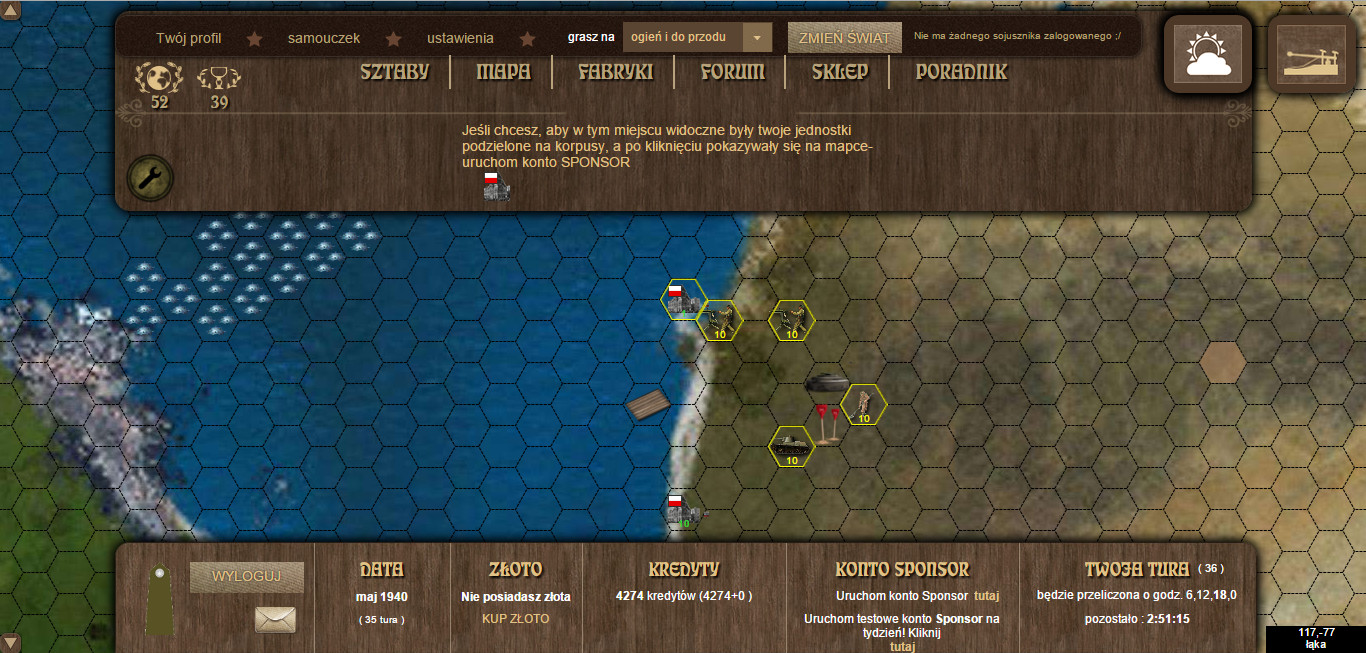 Twój profil samouczek ustawienia grasz na ogień i do przodu ZMIEŃ ŚWIAT Nie ma żadnego sojusznika zalogowanego ;/
SZTABY MAPA FABRYKI FORUM SKLEP PORADNIK
52 39
Jeśli chcesz, aby w tym miejscu widoczne były twoje jednostki
podzielone na korpusy, a po kliknięciu pokazywały się na mapce-
uruchom konto SPONSOR
10 10
10
10
10
WYLOGUJ
DATA
maj 1940
( 35 tura )
ZŁOTO
Nie posiadasz złota
KUP ZŁOTO
KREDYTY
4274 kredytów (4274+0 )
KONTO SPONSOR
Uruchom konto Sponsor tutaj
Uruchom testowe konto Sponsor na
tydzień! Kliknij
tutaj
TWOJA TURA ( 36 )
będzie przeliczona o godz. 6,12,18,0
pozostało : 2:51:15
117,-77
łąka